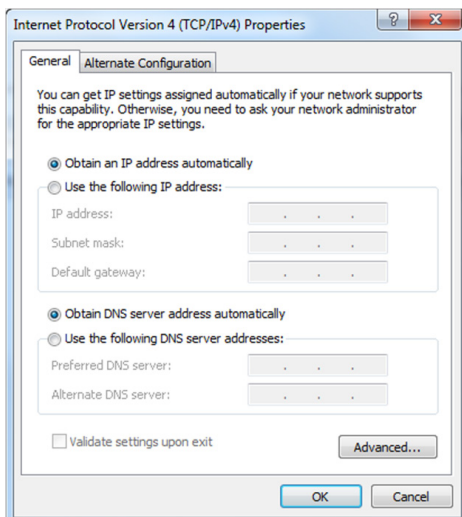 Internet Protocol Version 4 (TCP/IPv4) Properties
General
Alternate Configuration
You can get IP settings assigned automatically if your network supports
this capability. Otherwise, you need to ask your network administrator
for the appropriate IP settings.
Obtain an IP address automatically
Use the following IP address:
IP address:
Subnet mask:
Default gateway:
Obtain DNS server address automatically
Use the following DNS server addresses:
Preferred DNS server:
Alternate DNS server:
Validate settings upon exit
Advanced...
OK
Cancel